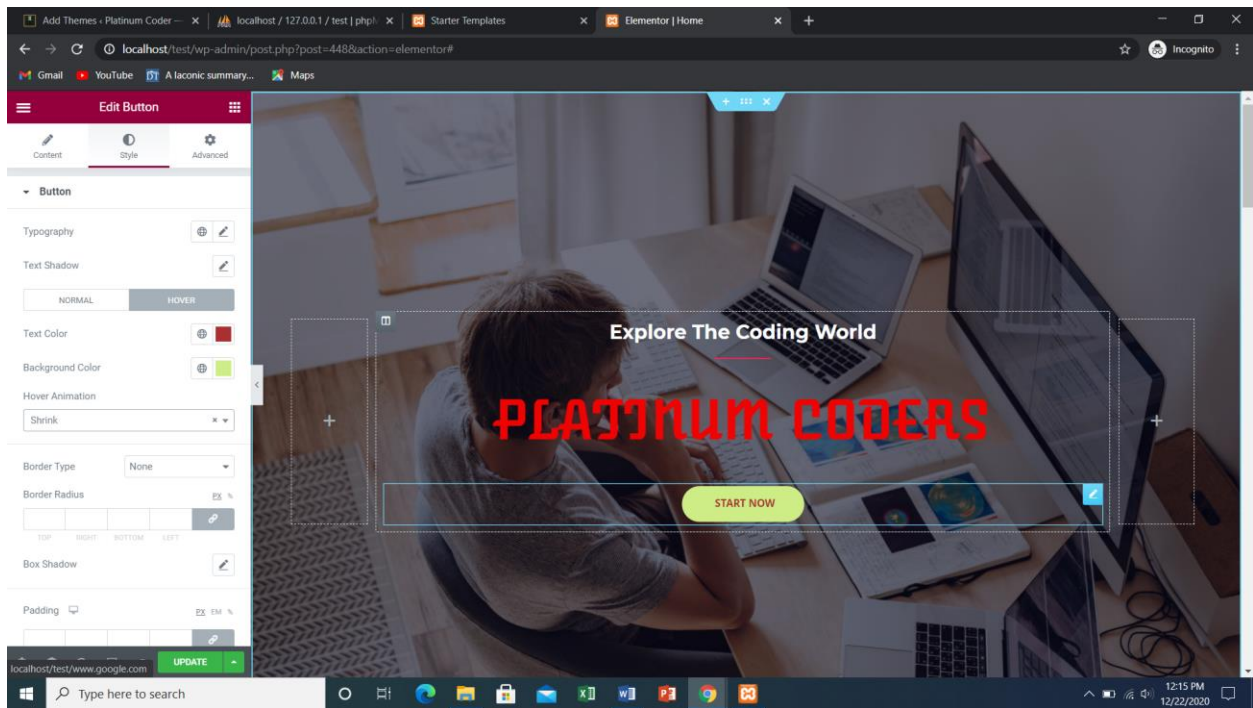 Add Themes ‹ Platinum Coder —
localhost / 127.0.0.1 / test | phpM
Starter Templates
Elementor | Home
localhost/test/wp-admin/post.php?post=448&action=elementor#
Incognito
Gmail
YouTube
A laconic summary...
Maps
Edit Button
Content
Style
Advanced
Button
Typography
Text Shadow
NORMAL
HOVER
Text Color
Background Color
Hover Animation
Shrink
Border Type
None
Border Radius
PX %
TOP RIGHT BOTTOM LEFT
Box Shadow
Padding
PX EM %
localhost/test/www.google.com
UPDATE
Explore The Coding World
PLATINUM CODERS
START NOW
Type here to search
12:15 PM
12/22/2020